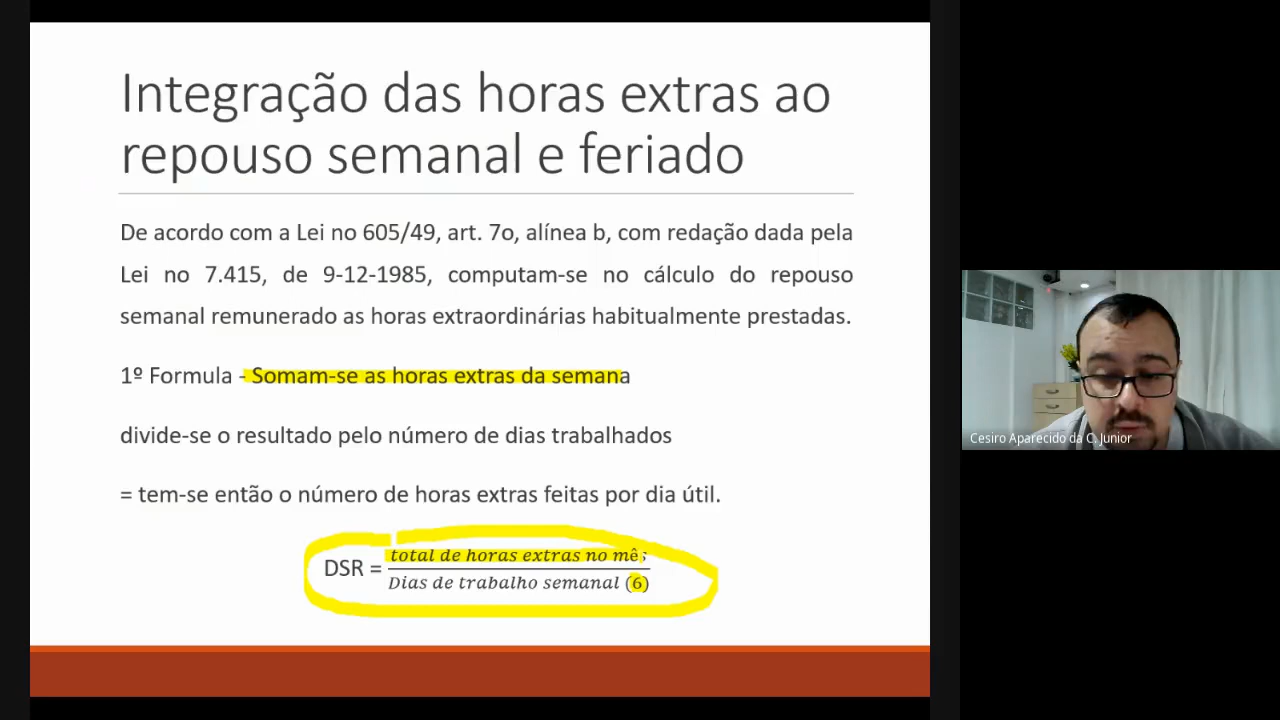 Integração das horas extras ao
repouso semanal e feriado
De acordo com a Lei no 605/49, art. 7o, alínea b, com redação dada pela
Lei no 7.415, de 9-12-1985, computam-se no cálculo do repouso
semanal remunerado as horas extraordinárias habitualmente prestadas.
1º Formula - Somam-se as horas extras da semana
divide-se o resultado pelo número de dias trabalhados
= tem-se então o número de horas extras feitas por dia útil.
DSR = total de horas extras no mês
Dias de trabalho semanal (6)
Cesiro Aparecido da C. Junior